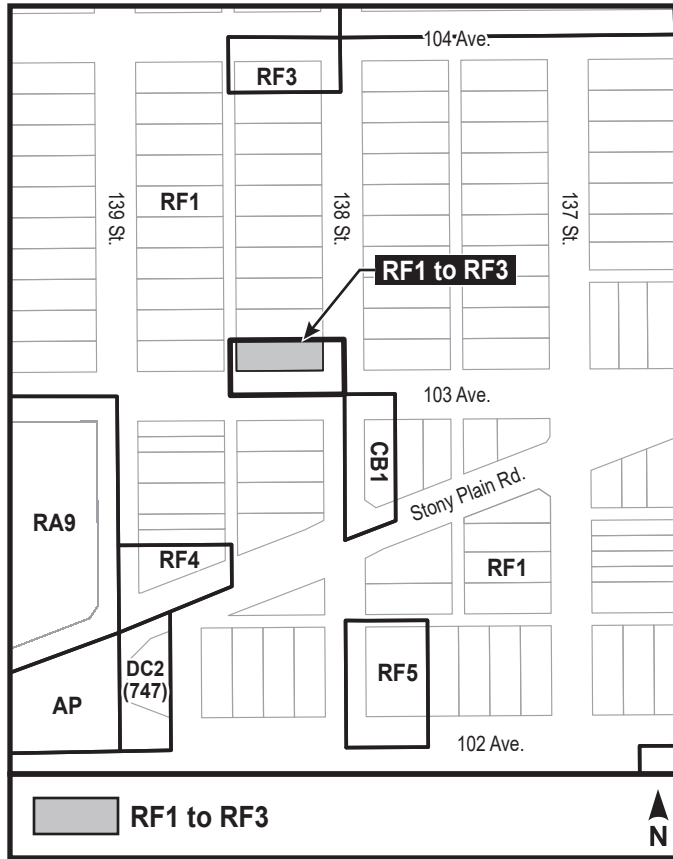 104 Ave.
RF3
RF1
139 St.
138 St.
137 St.
RF1 to RF3
103 Ave.
CB1
Stony Plain Rd.
RA9
RF4
RF1
DC2
(747)
RF5
AP
102 Ave.
RF1 to RF3
N